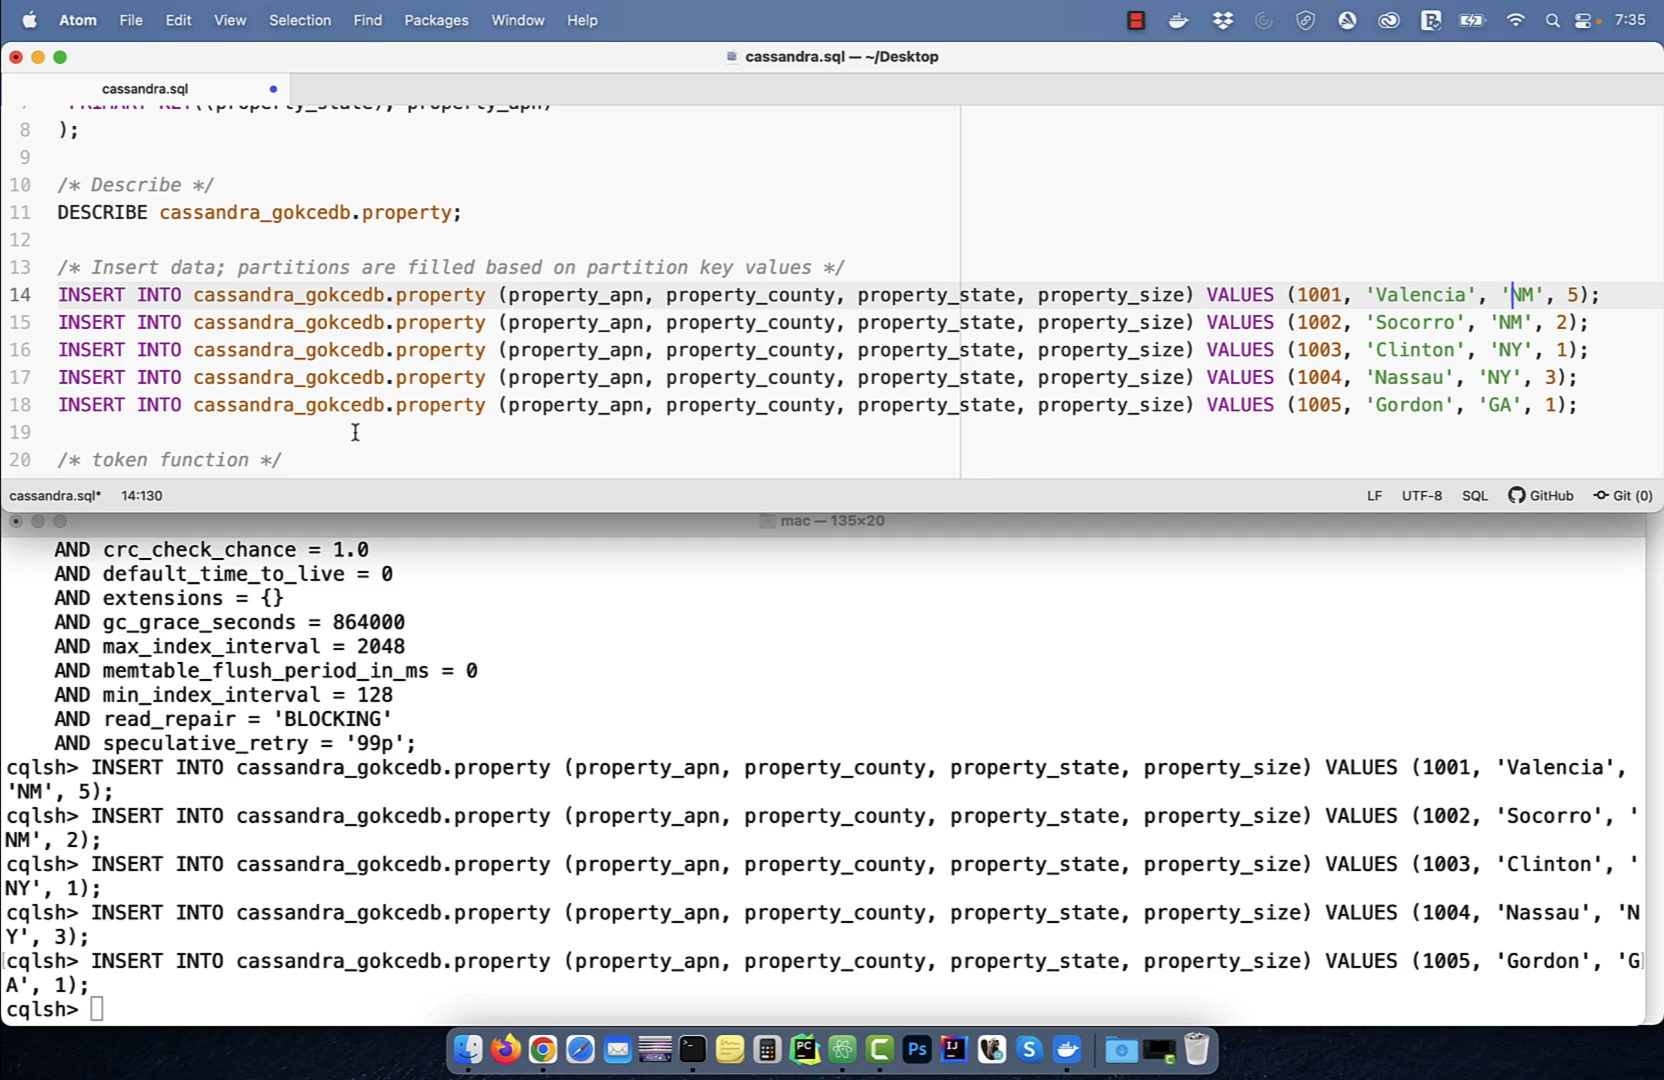 Atom File Edit View Selection Find Packages Window Help 7:35
cassandra.sql — ~/Desktop
cassandra.sql
7 PRIMARY KEY((property_state), property_apn)
8 );
9
10 /* Describe */
11 DESCRIBE cassandra_gokcedb.property;
12
13 /* Insert data; partitions are filled based on partition key values */
14 INSERT INTO cassandra_gokcedb.property (property_apn, property_county, property_state, property_size) VALUES (1001, 'Valencia', 'NM', 5);
15 INSERT INTO cassandra_gokcedb.property (property_apn, property_county, property_state, property_size) VALUES (1002, 'Socorro', 'NM', 2);
16 INSERT INTO cassandra_gokcedb.property (property_apn, property_county, property_state, property_size) VALUES (1003, 'Clinton', 'NY', 1);
17 INSERT INTO cassandra_gokcedb.property (property_apn, property_county, property_state, property_size) VALUES (1004, 'Nassau', 'NY', 3);
18 INSERT INTO cassandra_gokcedb.property (property_apn, property_county, property_state, property_size) VALUES (1005, 'Gordon', 'GA', 1);
19
20 /* token function */
cassandra.sql* 14:130 LF UTF-8 SQL GitHub Git (0)
mac — 135×20
AND crc_check_chance = 1.0
AND default_time_to_live = 0
AND extensions = {}
AND gc_grace_seconds = 864000
AND max_index_interval = 2048
AND memtable_flush_period_in_ms = 0
AND min_index_interval = 128
AND read_repair = 'BLOCKING'
AND speculative_retry = '99p';
cqlsh> INSERT INTO cassandra_gokcedb.property (property_apn, property_county, property_state, property_size) VALUES (1001, 'Valencia',
'NM', 5);
cqlsh> INSERT INTO cassandra_gokcedb.property (property_apn, property_county, property_state, property_size) VALUES (1002, 'Socorro', '
NM', 2);
cqlsh> INSERT INTO cassandra_gokcedb.property (property_apn, property_county, property_state, property_size) VALUES (1003, 'Clinton', '
NY', 1);
cqlsh> INSERT INTO cassandra_gokcedb.property (property_apn, property_county, property_state, property_size) VALUES (1004, 'Nassau', 'N
Y', 3);
[cqlsh> INSERT INTO cassandra_gokcedb.property (property_apn, property_county, property_state, property_size) VALUES (1005, 'Gordon', 'G]
A', 1);
cqlsh>
PC Ps IJ S